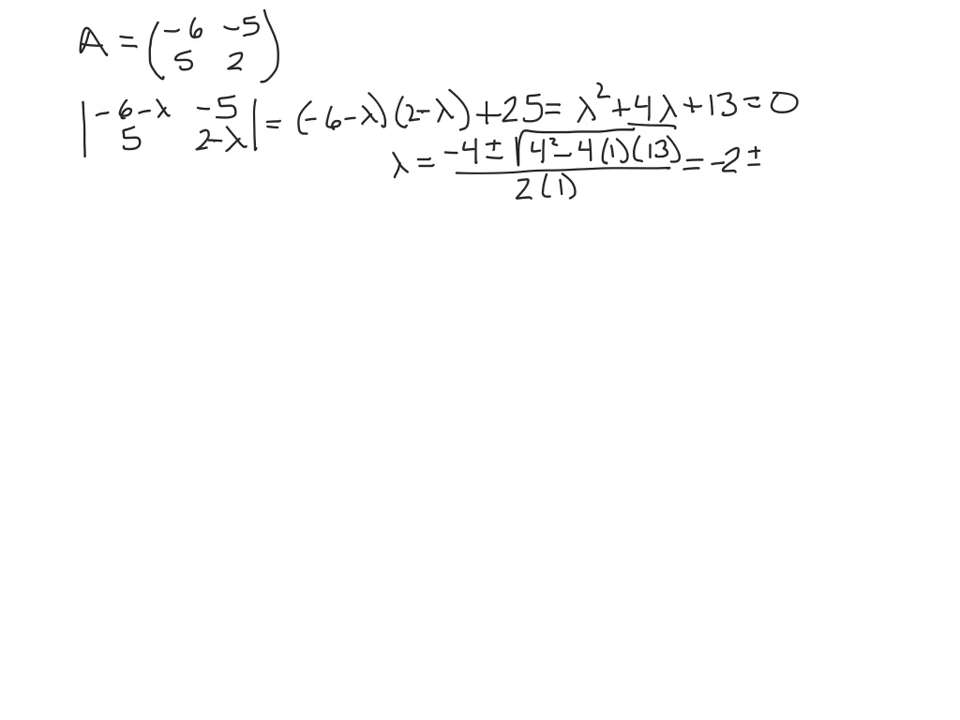 A = (-6 -5
5 2)
|-6-λ -5
5 2-λ| = (-6-λ)(2-λ)+25 = λ²+4λ+13=0
λ = (-4 ± √(4²-4(1)(13)))/(2(1)) = -2 ±